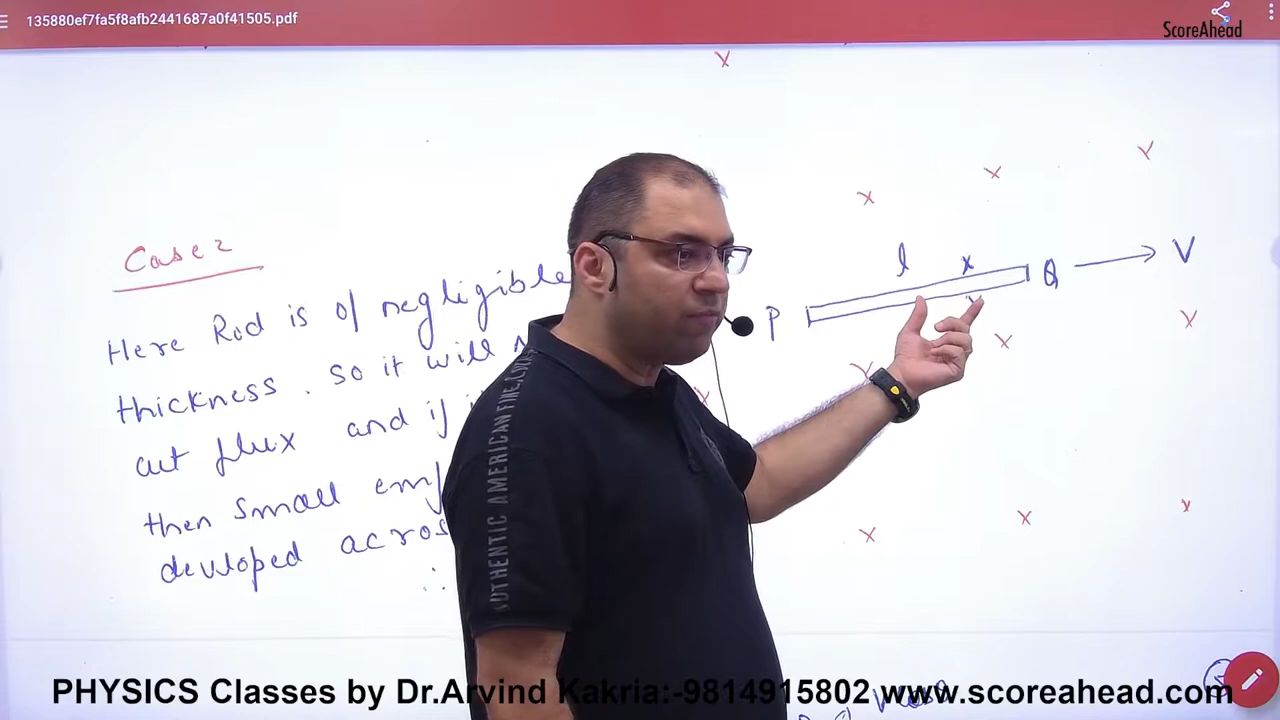 135880ef7fa5f8afb2441687a0f41505.pdf
ScoreAhead
Case 2
Here Rod is of negligible
thickness. So it will
cut flux and if
then small emf
devloped acros
∴
l
P
Q
V
PHYSICS Classes by Dr.Arvind Kakria:-9814915802 www.scoreahead.com